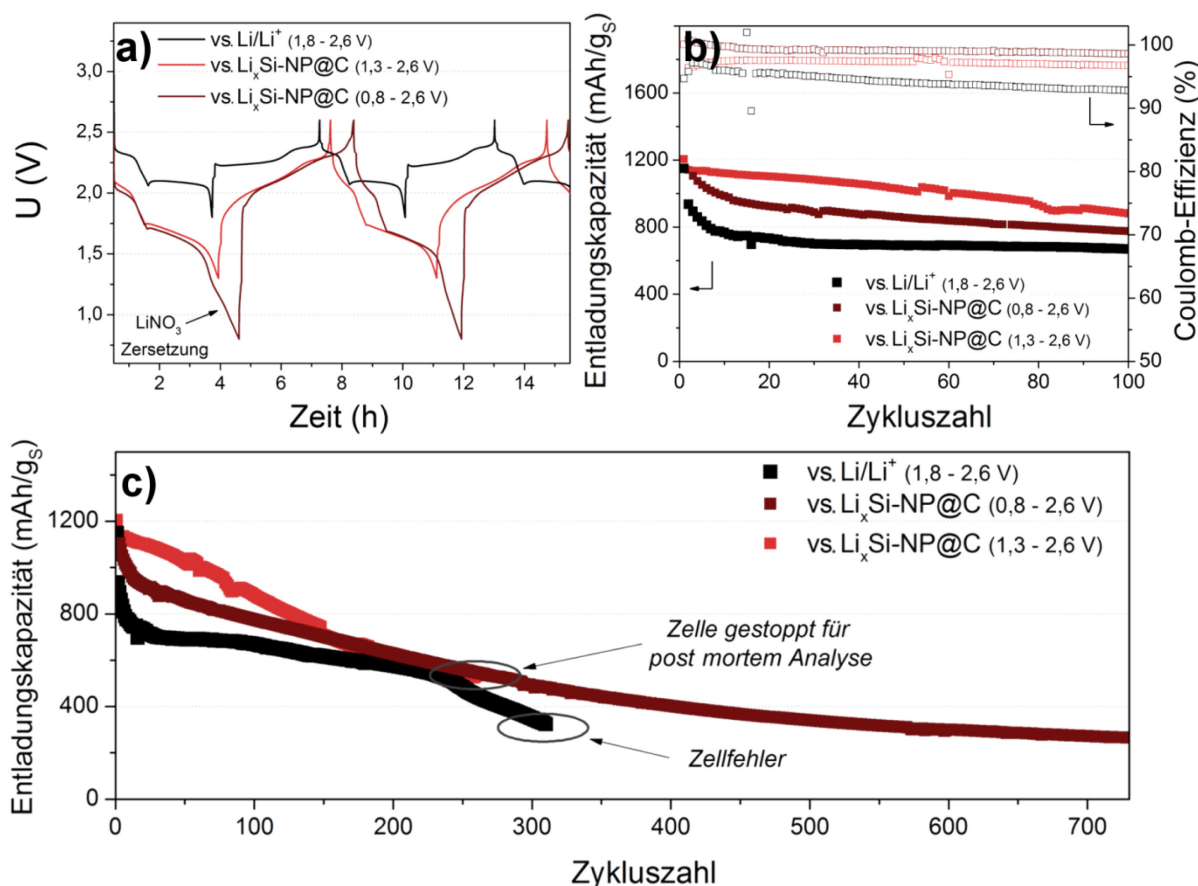 a)
vs. Li/Li⁺ (1,8 - 2,6 V)
vs. LiₓSi-NP@C (1,3 - 2,6 V)
vs. LiₓSi-NP@C (0,8 - 2,6 V)
3,0
2,5
2,0
1,5
1,0
U (V)
LiNO₃
Zersetzung
2 4 6 8 10 12 14
Zeit (h)
b)
1600
1200
800
400
0
Entladungskapazität (mAh/gₛ)
100
90
80
70
60
50
Coulomb-Effizienz (%)
vs. Li/Li⁺ (1,8 - 2,6 V)
vs. LiₓSi-NP@C (0,8 - 2,6 V)
vs. LiₓSi-NP@C (1,3 - 2,6 V)
0 20 40 60 80 100
Zykluszahl
c)
vs. Li/Li⁺ (1,8 - 2,6 V)
vs. LiₓSi-NP@C (0,8 - 2,6 V)
vs. LiₓSi-NP@C (1,3 - 2,6 V)
1200
800
400
0
Entladungskapazität (mAh/gₛ)
Zelle gestoppt für
post mortem Analyse
Zellfehler
0 100 200 300 400 500 600 700
Zykluszahl